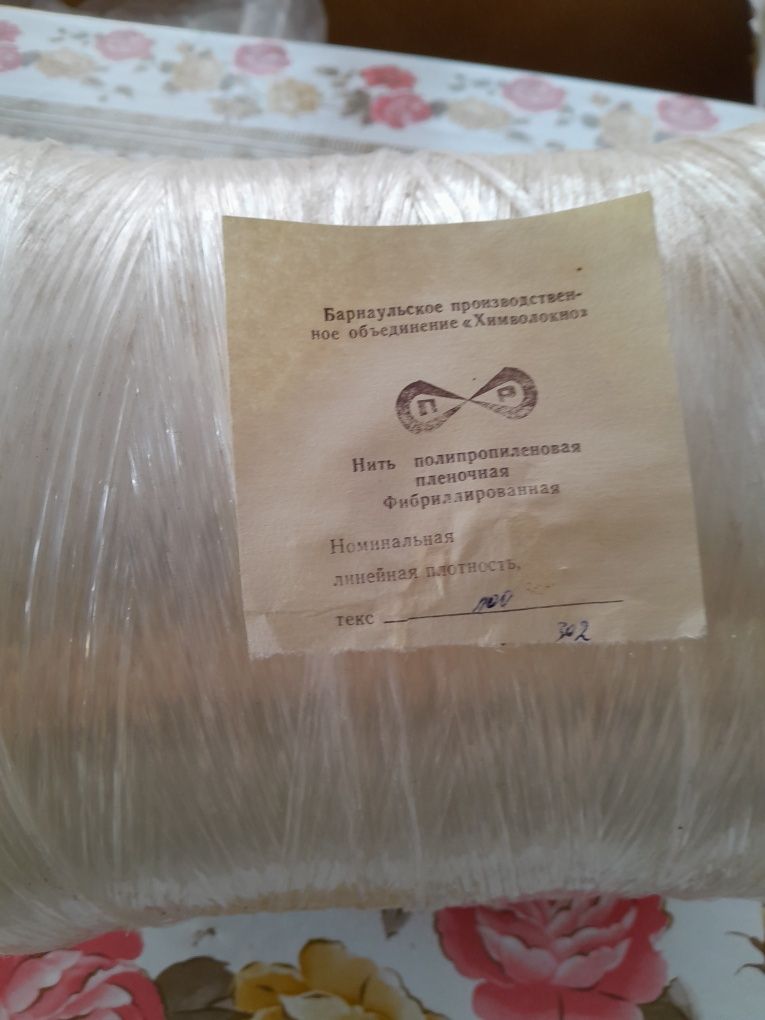 Барнаульское производствен-
ное объединение «Химволокно»
П Р
Нить полипропиленовая
пленочная
Фибриллированная
Номинальная
линейная плотность,
текс
302